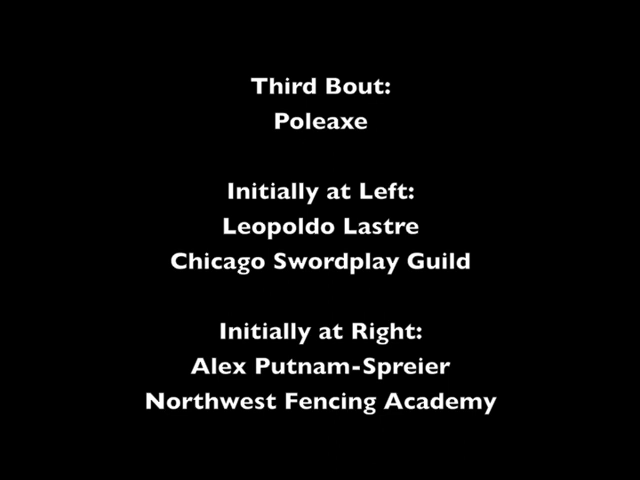 Third Bout:
Poleaxe
Initially at Left:
Leopoldo Lastre
Chicago Swordplay Guild
Initially at Right:
Alex Putnam-Spreier
Northwest Fencing Academy